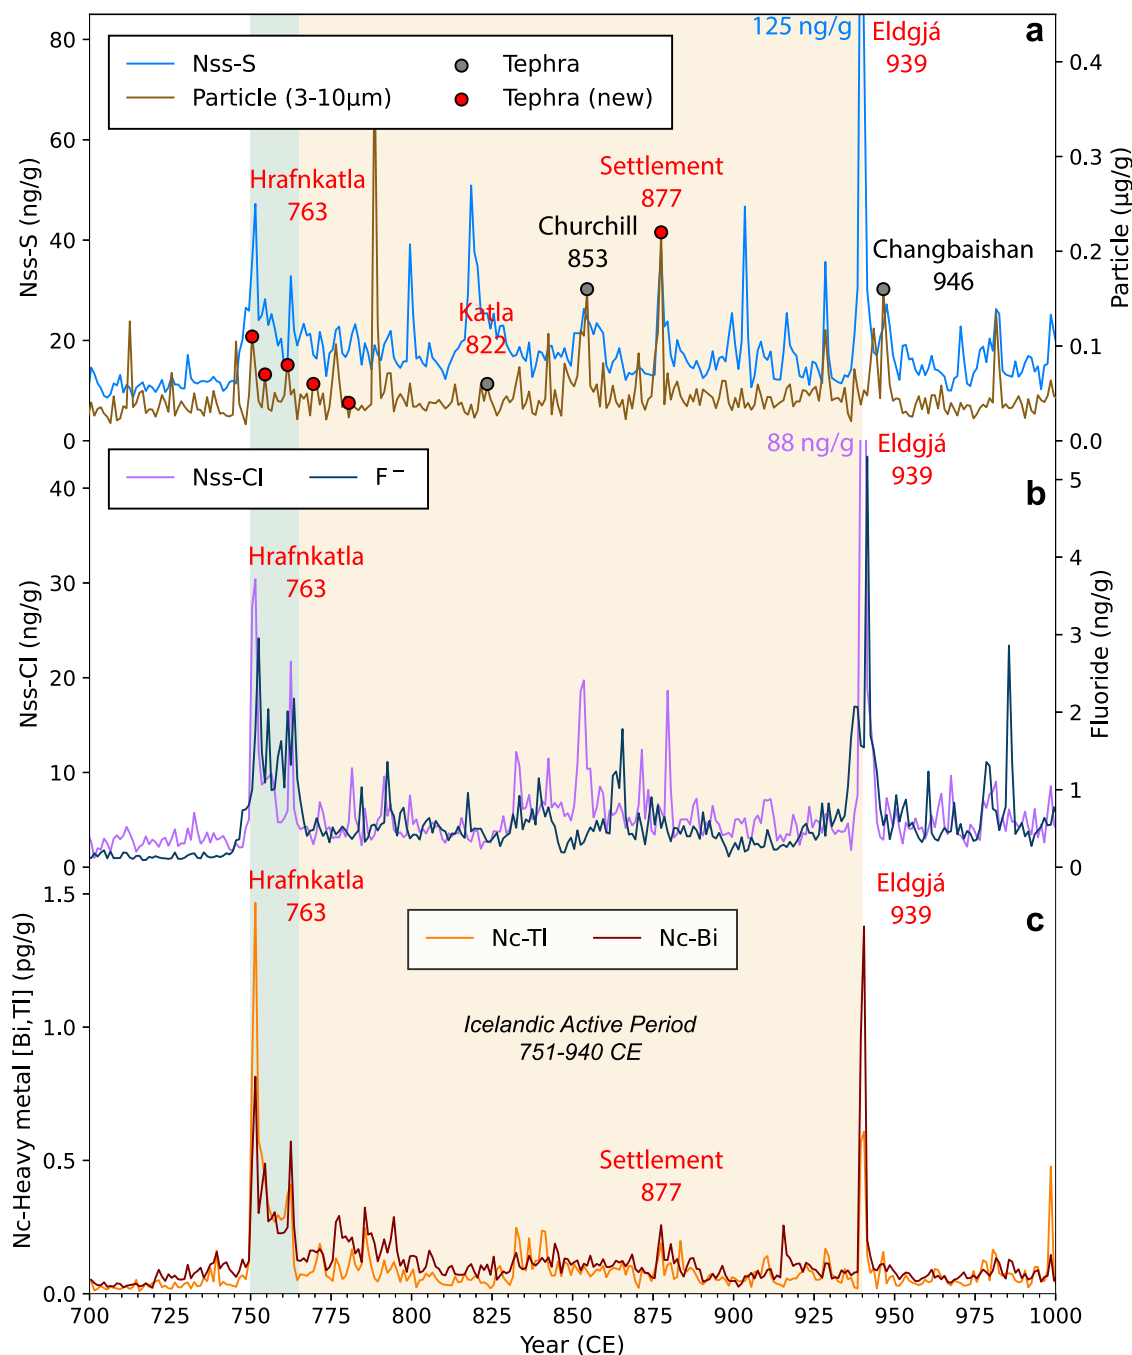 125 ng/g
Eldgjá
939
a
Nss-S
Particle (3-10µm)
Tephra
Tephra (new)
80
60
40
20
0
Nss-S (ng/g)
0.4
0.3
0.2
0.1
0.0
Particle (µg/g)
Hrafnkatla
763
Settlement
877
Churchill
853
Katla
822
Changbaishan
946
88 ng/g
Eldgjá
939
b
Nss-Cl
F⁻
40
30
20
10
0
Nss-Cl (ng/g)
5
4
3
2
1
0
Fluoride (ng/g)
Hrafnkatla
763
Hrafnkatla
763
Eldgjá
939
c
Nc-Tl
Nc-Bi
Icelandic Active Period
751-940 CE
Settlement
877
1.5
1.0
0.5
0.0
Nc-Heavy metal [Bi,Tl] (pg/g)
700 725 750 775 800 825 850 875 900 925 950 975 1000
Year (CE)